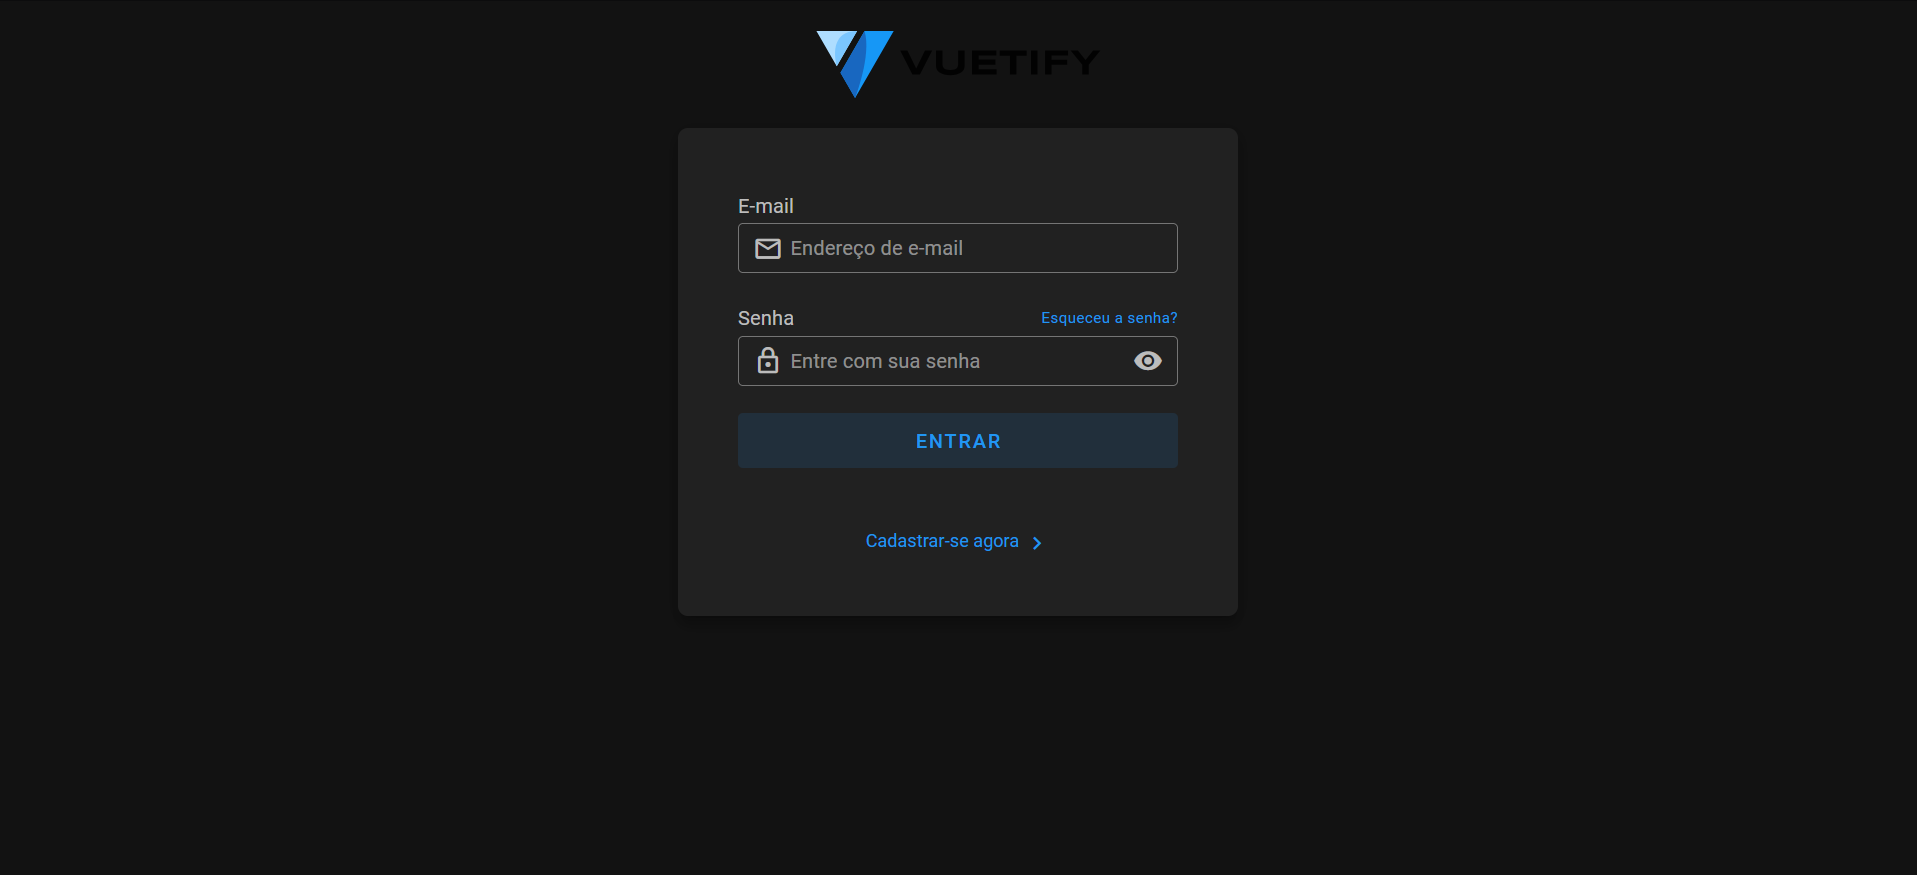 VUETIFY
E-mail
Endereço de e-mail
Senha
Esqueceu a senha?
Entre com sua senha
ENTRAR
Cadastrar-se agora